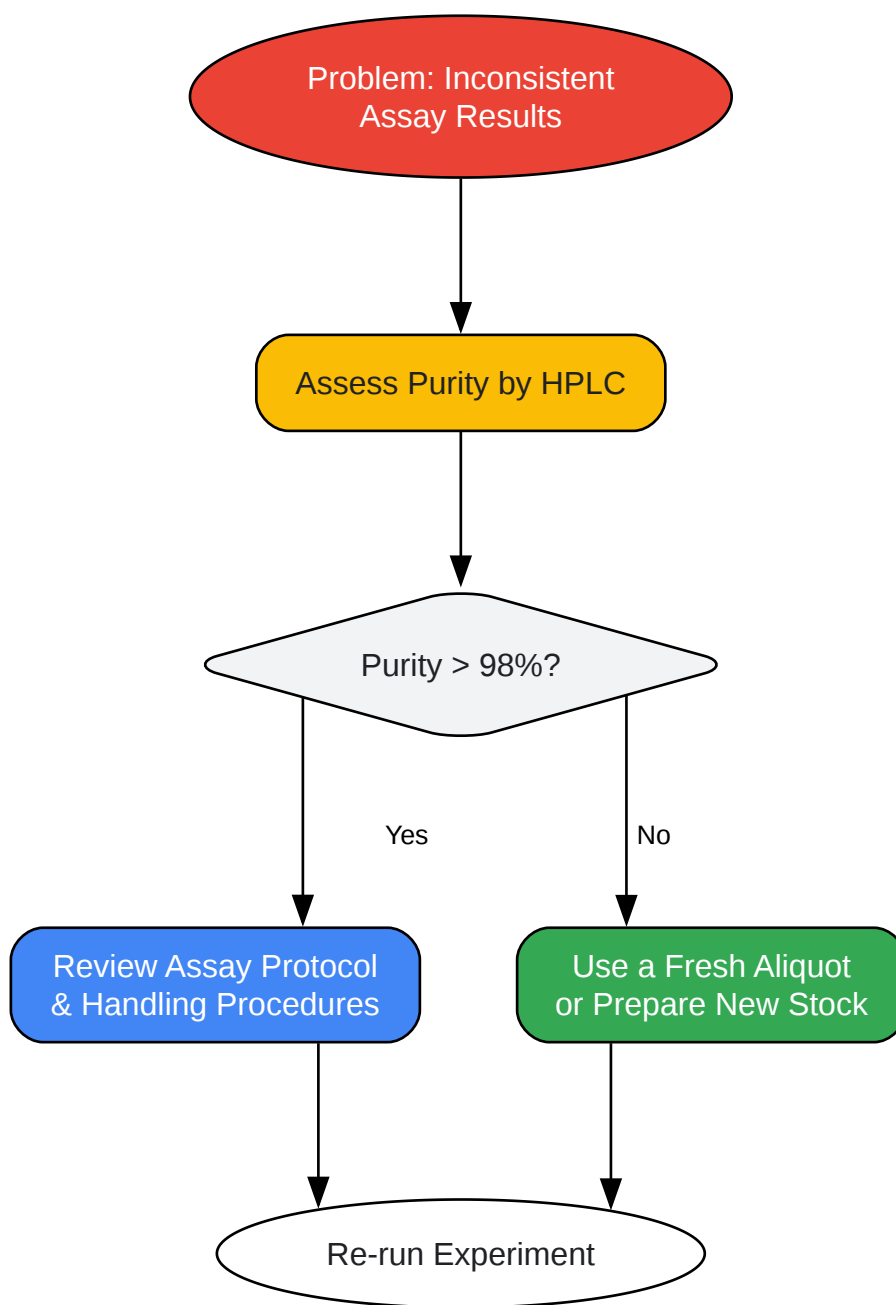 Problem: Inconsistent
Assay Results
Assess Purity by HPLC
Purity > 98%?
Yes
No
Review Assay Protocol
& Handling Procedures
Use a Fresh Aliquot
or Prepare New Stock
Re-run Experiment